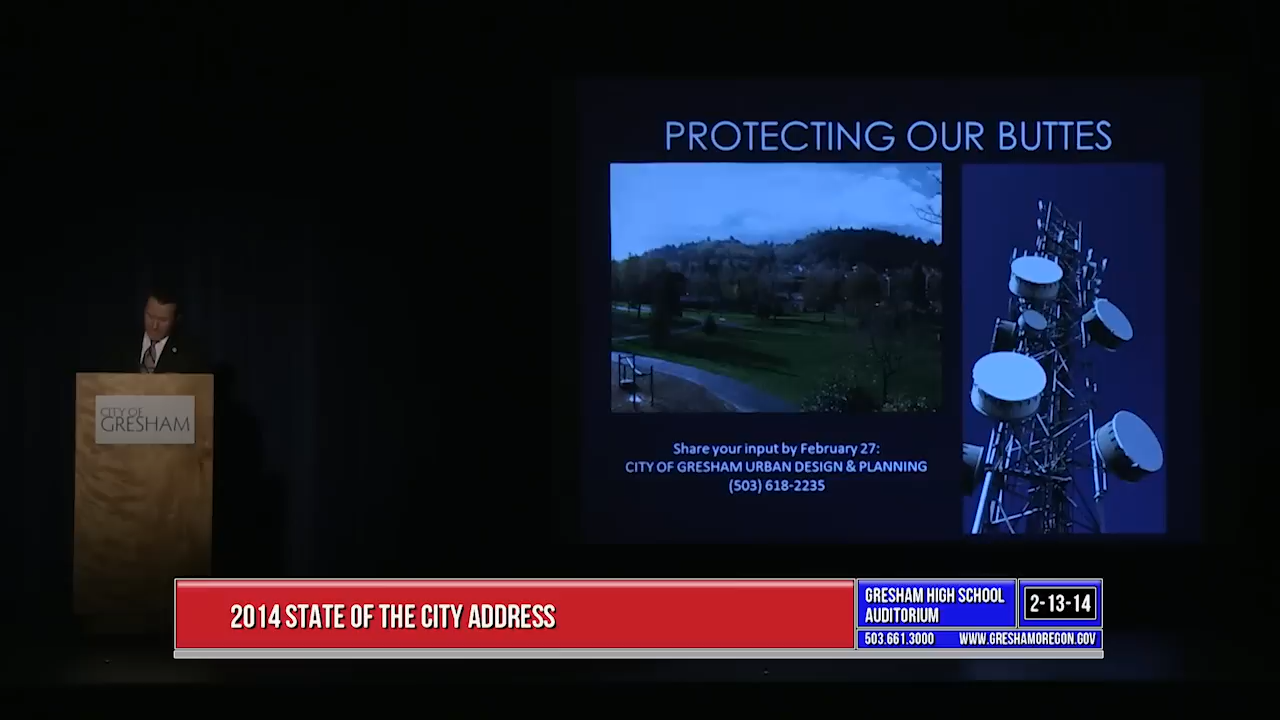 PROTECTING OUR BUTTES
Share your input by February 27:
CITY OF GRESHAM URBAN DESIGN & PLANNING
(503) 618-2235
CITY OF
GRESHAM
2014 STATE OF THE CITY ADDRESS
GRESHAM HIGH SCHOOL
AUDITORIUM
2-13-14
503.661.3000 WWW.GRESHAMOREGON.GOV